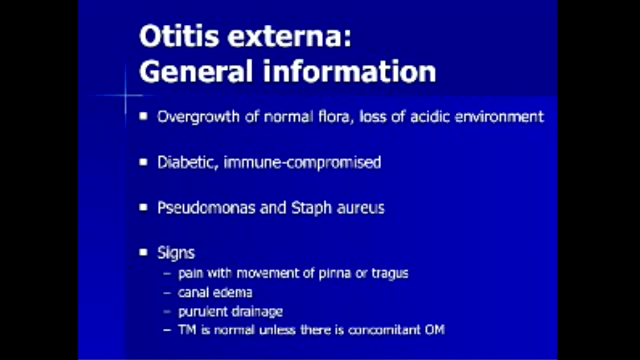 Otitis externa:
General information
▪ Overgrowth of normal flora, loss of acidic environment
▪ Diabetic, immune-compromised
▪ Pseudomonas and Staph aureus
▪ Signs
– pain with movement of pinna or tragus
– canal edema
– purulent drainage
– TM is normal unless there is concomitant OM